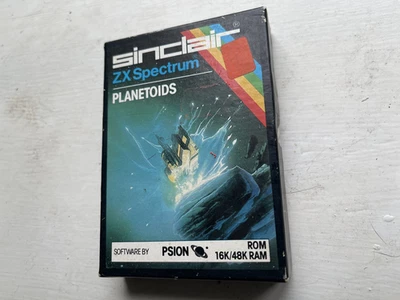 sinclair®
ZX Spectrum
PLANETOIDS
SOFTWARE BY PSION ROM
16K/48K RAM